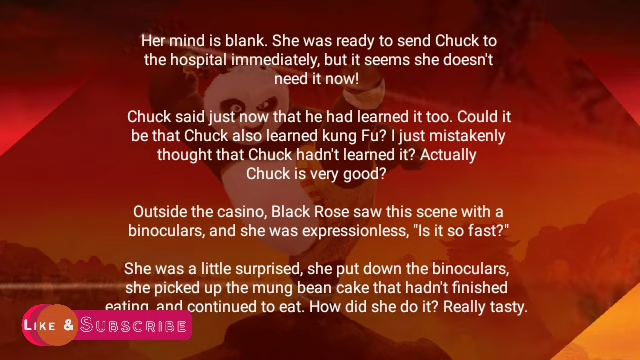 Her mind is blank. She was ready to send Chuck to
the hospital immediately, but it seems she doesn't
need it now!
Chuck said just now that he had learned it too. Could it
be that Chuck also learned kung Fu? I just mistakenly
thought that Chuck hadn't learned it? Actually
Chuck is very good?
Outside the casino, Black Rose saw this scene with a
binoculars, and she was expressionless, "Is it so fast?"
She was a little surprised, she put down the binoculars,
she picked up the mung bean cake that hadn't finished
eating, and continued to eat. How did she do it? Really tasty.
Like & Subscribe